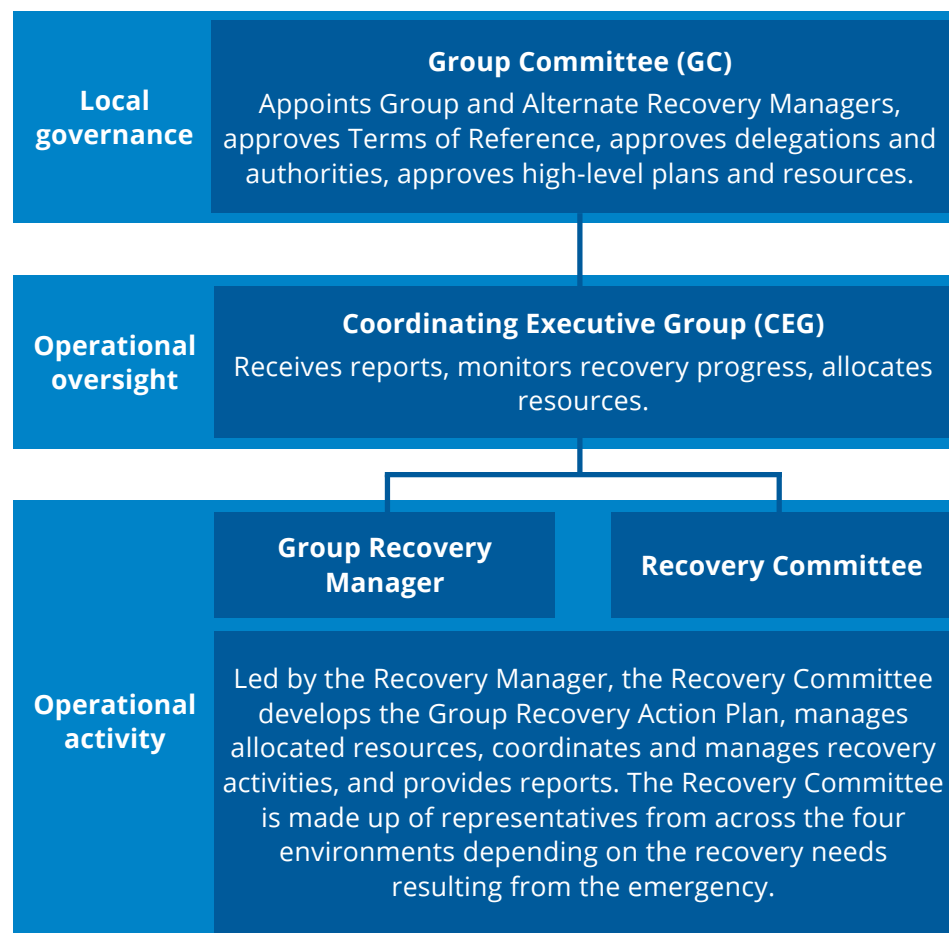 Local
governance
Group Committee (GC)
Appoints Group and Alternate Recovery Managers,
approves Terms of Reference, approves delegations and
authorities, approves high-level plans and resources.
Operational
oversight
Coordinating Executive Group (CEG)
Receives reports, monitors recovery progress, allocates
resources.
Operational
activity
Group Recovery
Manager
Recovery Committee
Led by the Recovery Manager, the Recovery Committee
develops the Group Recovery Action Plan, manages
allocated resources, coordinates and manages recovery
activities, and provides reports. The Recovery Committee
is made up of representatives from across the four
environments depending on the recovery needs
resulting from the emergency.